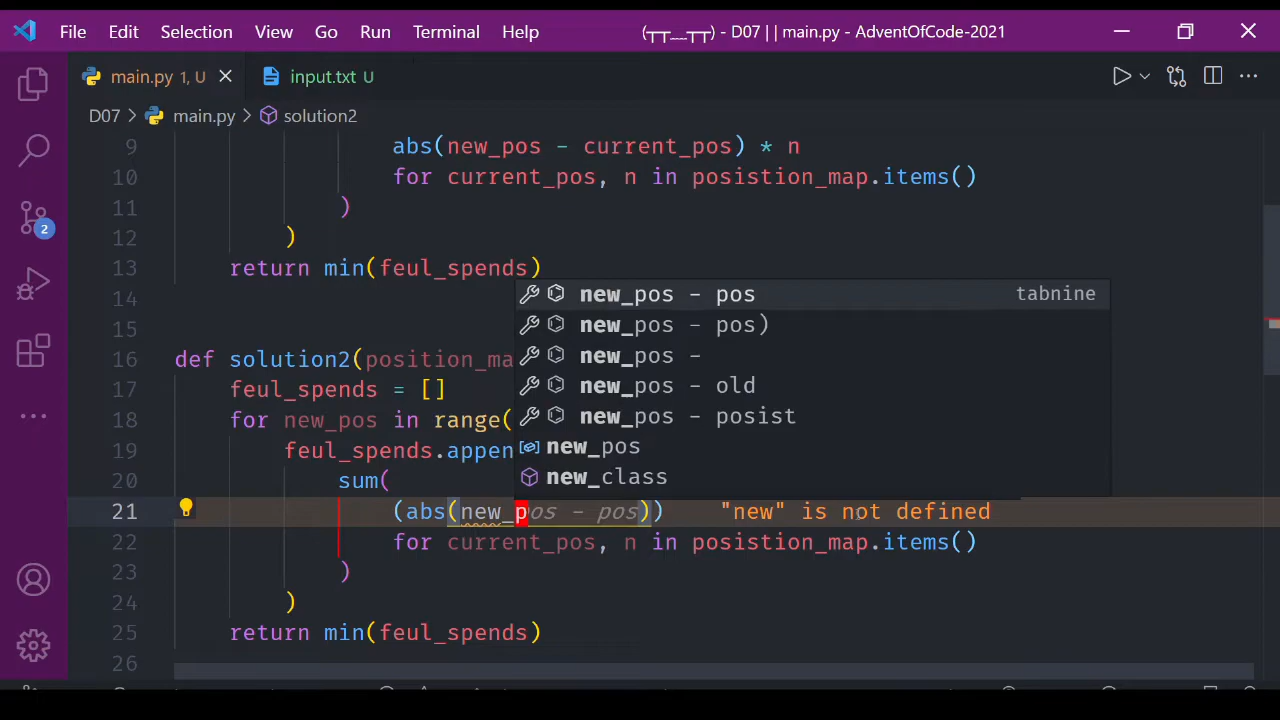 File Edit Selection View Go Run Terminal Help (┬┬__┬┬) - D07 | | main.py - AdventOfCode-2021
main.py 1, U input.txt U
D07 > main.py > solution2
9 abs(new_pos - current_pos) * n
10 for current_pos, n in posistion_map.items()
11 )
12 )
13 return min(feul_spends)
14
new_pos - pos tabnine
15
new_pos - pos)
new_pos -
16 def solution2(position_ma
17 feul_spends = []
new_pos - old
18 for new_pos in range(
new_pos - posist
19 feul_spends.appen
new_pos
20 sum(
new_class
21 (abs(new_pos - pos)) "new" is not defined
22 for current_pos, n in posistion_map.items()
23 )
24 )
25 return min(feul_spends)
26
2